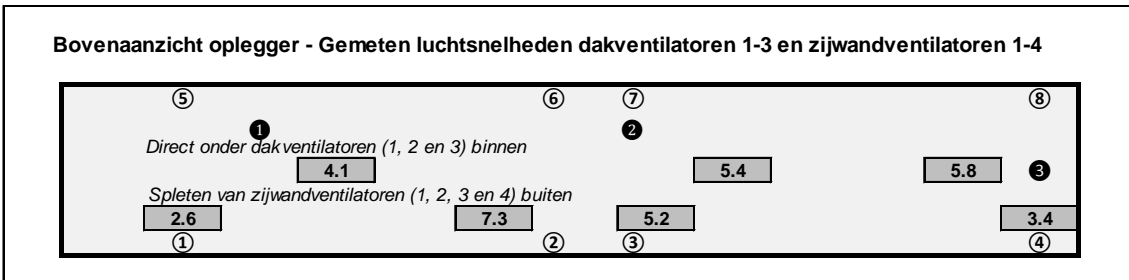 Bovenaanzicht oplegger - Gemeten luchtsnelheden dakventilatoren 1-3 en zijwandventilatoren 1-4
⑤ ⑥ ⑦ ⑧
❶ ❷
Direct onder dakventilatoren (1, 2 en 3) binnen
4.1 5.4 5.8 ❸
Spleten van zijwandventilatoren (1, 2, 3 en 4) buiten
2.6 7.3 5.2 3.4
① ② ③ ④